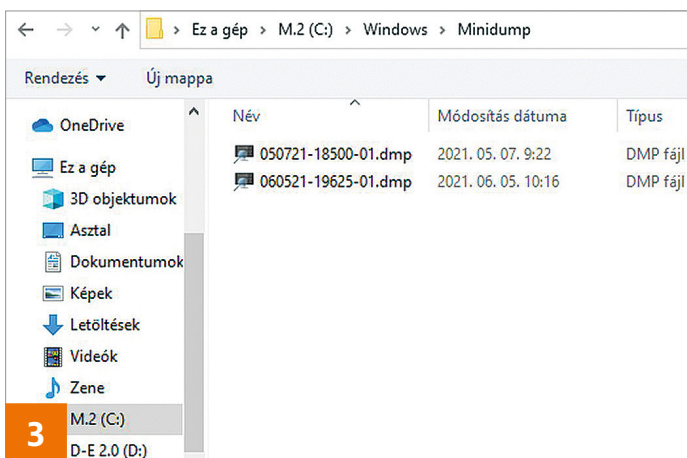 Ez a gép > M.2 (C:) > Windows > Minidump
Rendezés Új mappa
OneDrive
Ez a gép
3D objektumok
Asztal
Dokumentumok
Képek
Letöltések
Videók
Zene
M.2 (C:)
D-E 2.0 (D:)
Név Módosítás dátuma Típus
050721-18500-01.dmp 2021. 05. 07. 9:22 DMP fájl
060521-19625-01.dmp 2021. 06. 05. 10:16 DMP fájl
3